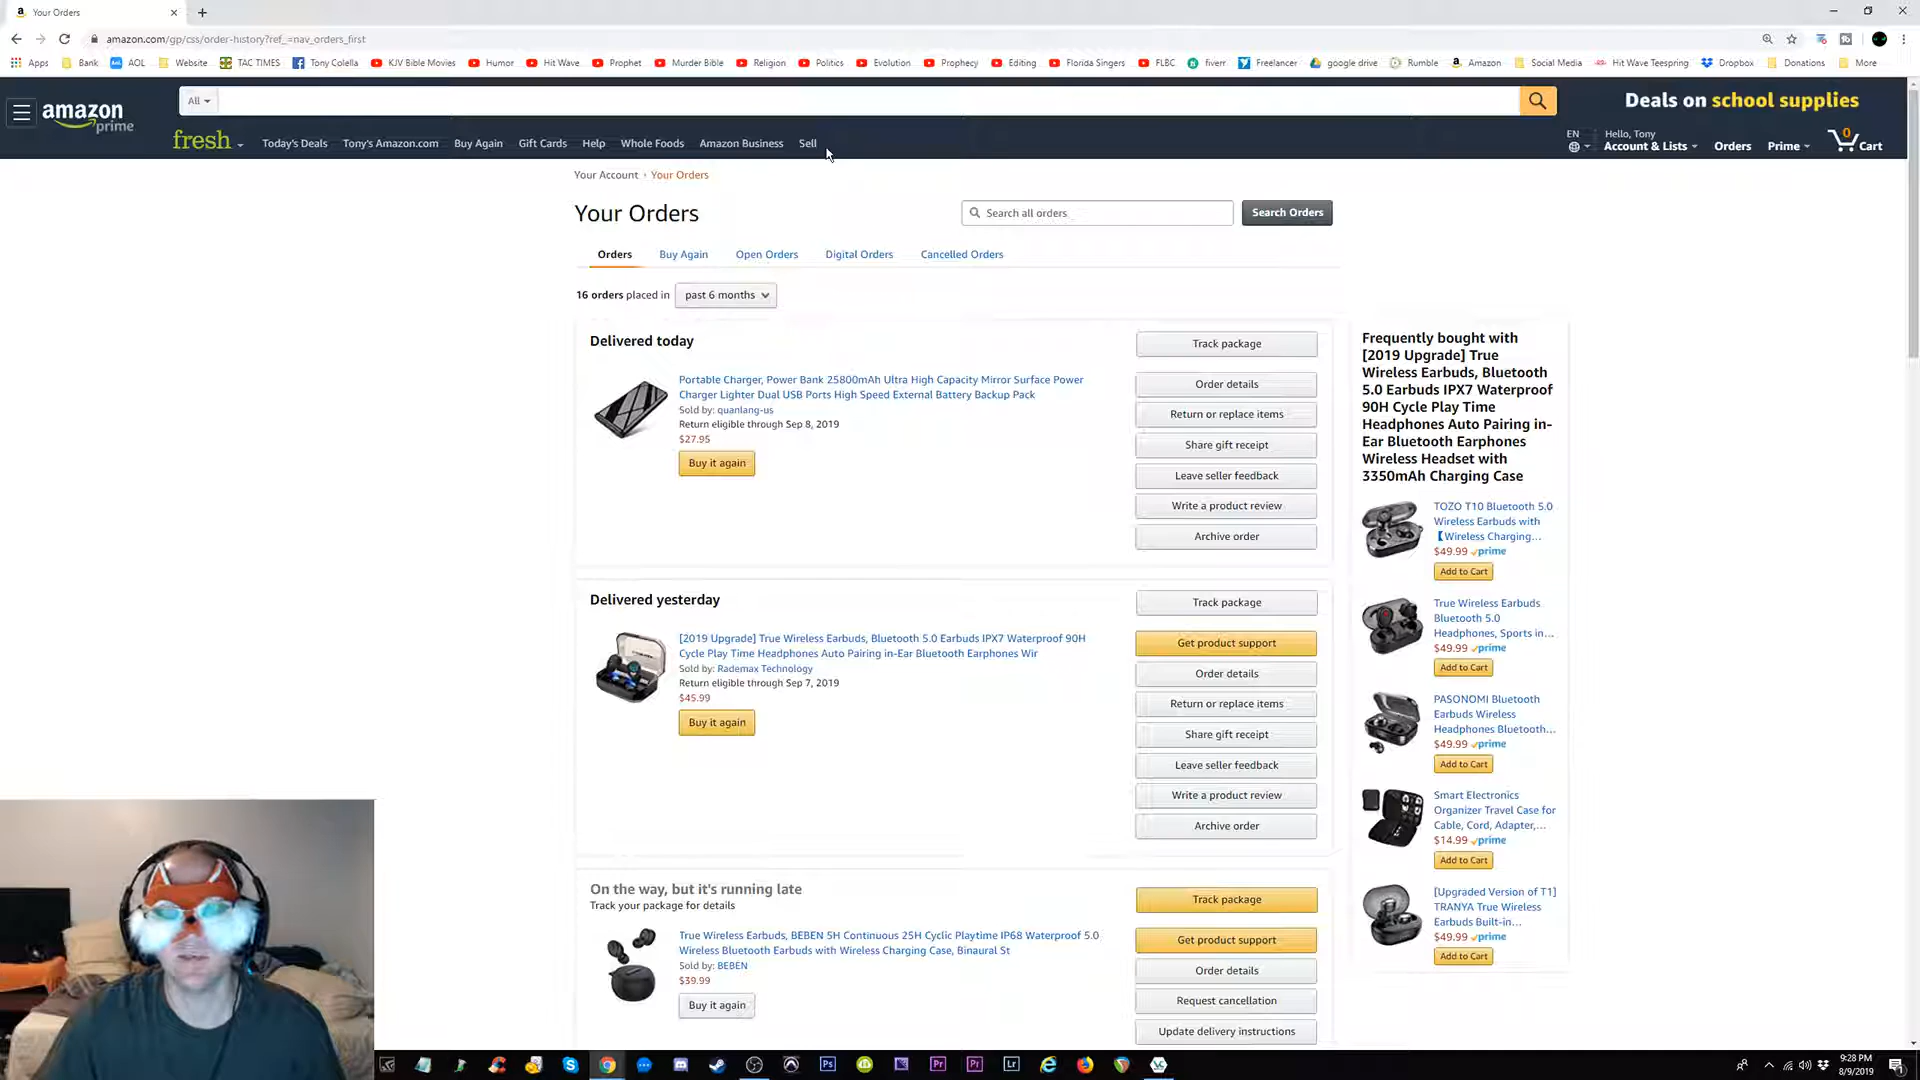 Your Orders
amazon.com/gp/css/order-history?ref_=nav_orders_first
Apps Bank AOL Website TAC TIMES Tony Colella KJV Bible Movies Humor Hit Wave Prophet Murder Bible Religion Politics Evolution Prophecy Editing Florida Singers FLBC fiverr Freelancer google drive Rumble Amazon Social Media Hit Wave Teespring Dropbox Donations More
amazon
prime
All
Deals on school supplies
fresh
Today's Deals Tony's Amazon.com Buy Again Gift Cards Help Whole Foods Amazon Business Sell
EN
Hello, Tony
Account & Lists
Orders
Prime
0
Cart
Your Account › Your Orders
Your Orders
Search all orders
Search Orders
Orders Buy Again Open Orders Digital Orders Cancelled Orders
16 orders placed in past 6 months
Delivered today
Portable Charger, Power Bank 25800mAh Ultra High Capacity Mirror Surface Power
Charger Lighter Dual USB Ports High Speed External Battery Backup Pack
Sold by: quanlang-us
Return eligible through Sep 8, 2019
$27.95
Buy it again
Track package
Order details
Return or replace items
Share gift receipt
Leave seller feedback
Write a product review
Archive order
Delivered yesterday
[2019 Upgrade] True Wireless Earbuds, Bluetooth 5.0 Earbuds IPX7 Waterproof 90H
Cycle Play Time Headphones Auto Pairing in-Ear Bluetooth Earphones Wir
Sold by: Rademax Technology
Return eligible through Sep 7, 2019
$45.99
Buy it again
Track package
Get product support
Order details
Return or replace items
Share gift receipt
Leave seller feedback
Write a product review
Archive order
On the way, but it's running late
Track your package for details
True Wireless Earbuds, BEBEN 5H Continuous 25H Cyclic Playtime IP68 Waterproof 5.0
Wireless Bluetooth Earbuds with Wireless Charging Case, Binaural St
Sold by: BEBEN
$39.99
Buy it again
Track package
Get product support
Order details
Request cancellation
Update delivery instructions
Frequently bought with
[2019 Upgrade] True
Wireless Earbuds, Bluetooth
5.0 Earbuds IPX7 Waterproof
90H Cycle Play Time
Headphones Auto Pairing in-
Ear Bluetooth Earphones
Wireless Headset with
3350mAh Charging Case
TOZO T10 Bluetooth 5.0
Wireless Earbuds with
【Wireless Charging...
$49.99 prime
Add to Cart
True Wireless Earbuds
Bluetooth 5.0
Headphones, Sports in...
$49.99 prime
Add to Cart
PASONOMI Bluetooth
Earbuds Wireless
Headphones Bluetooth...
$49.99 prime
Add to Cart
Smart Electronics
Organizer Travel Case for
Cable, Cord, Adapter,...
$14.99 prime
Add to Cart
[Upgraded Version of T1]
TRANYA True Wireless
Earbuds Built-in...
$49.99 prime
Add to Cart
9:28 PM
8/9/2019